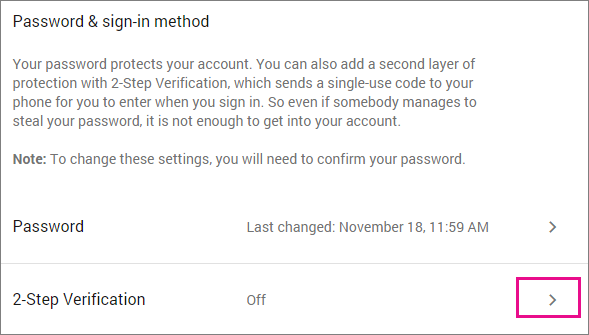 Password & sign-in method
Your password protects your account. You can also add a second layer of
protection with 2-Step Verification, which sends a single-use code to your
phone for you to enter when you sign in. So even if somebody manages to
steal your password, it is not enough to get into your account.
Note: To change these settings, you will need to confirm your password.
Password Last changed: November 18, 11:59 AM
2-Step Verification Off